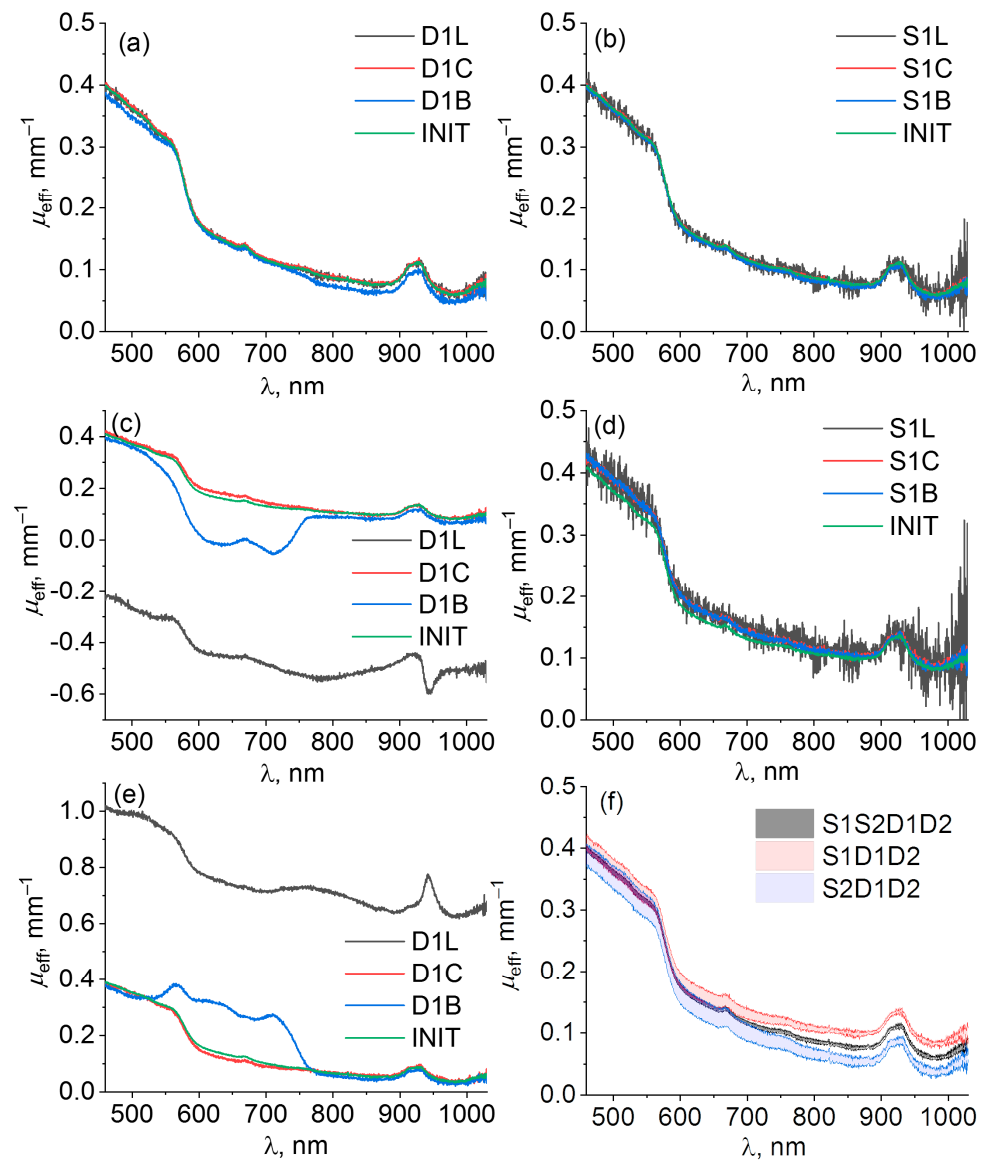 (a)
D1L
D1C
D1B
INIT
0.5
0.4
0.3
0.2
0.1
0.0
μeff, mm−1
500 600 700 800 900 1000
λ, nm
(b)
S1L
S1C
S1B
INIT
0.5
0.4
0.3
0.2
0.1
0.0
μeff, mm−1
500 600 700 800 900 1000
λ, nm
(c)
0.4
0.2
0.0
-0.2
-0.4
-0.6
μeff, mm−1
D1L
D1C
D1B
INIT
500 600 700 800 900 1000
λ, nm
(d)
S1L
S1C
S1B
INIT
0.5
0.4
0.3
0.2
0.1
0.0
μeff, mm−1
500 600 700 800 900 1000
λ, nm
(e)
1.0
0.8
0.6
0.4
0.2
0.0
μeff, mm−1
D1L
D1C
D1B
INIT
500 600 700 800 900 1000
λ, nm
(f)
S1S2D1D2
S1D1D2
S2D1D2
0.5
0.4
0.3
0.2
0.1
0.0
μeff, mm−1
500 600 700 800 900 1000
λ, nm